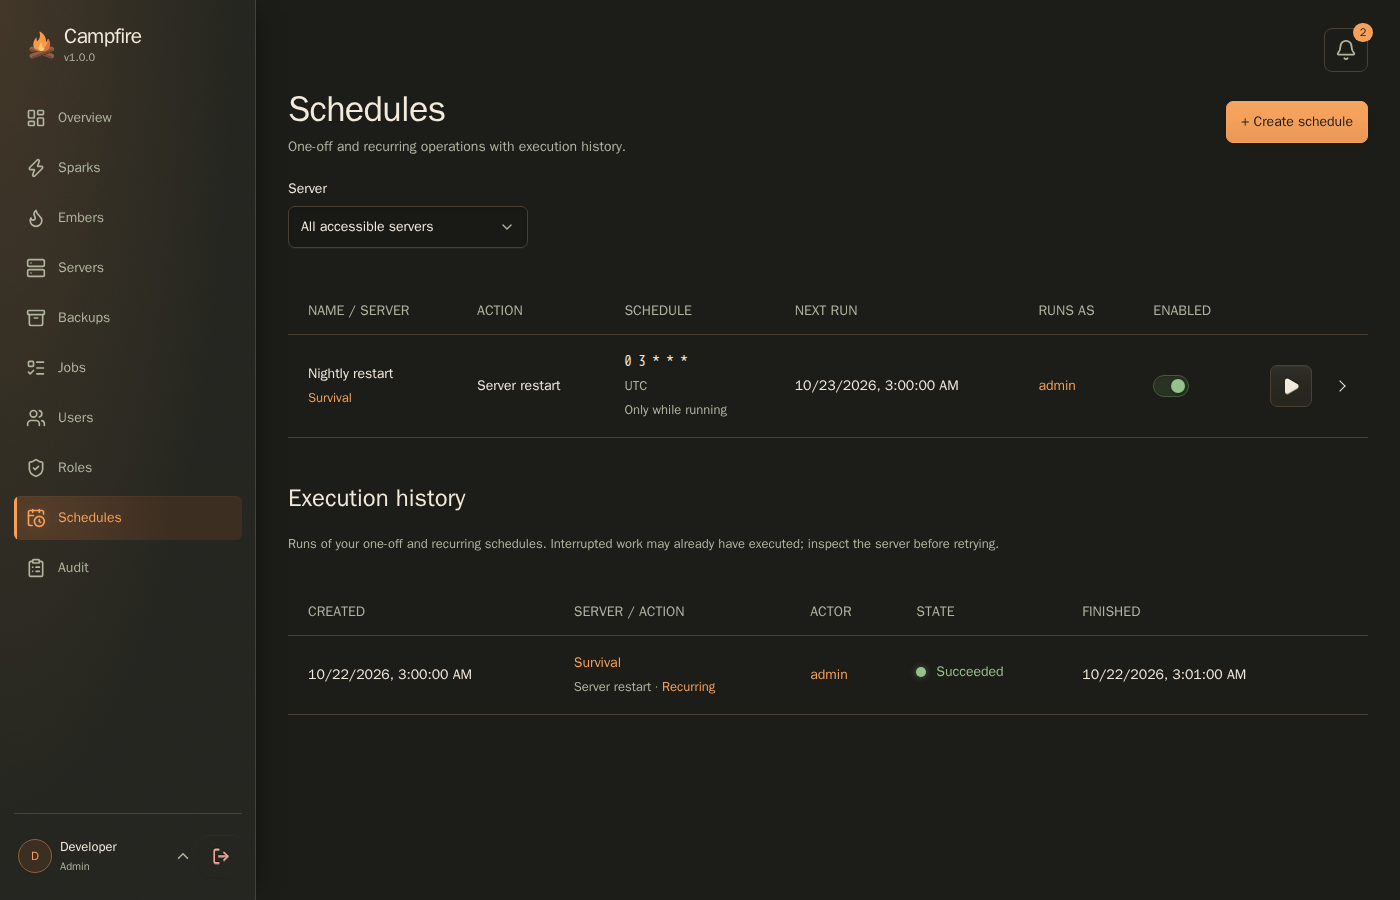 Campfire
v1.0.0
Overview
Sparks
Embers
Servers
Backups
Jobs
Users
Roles
Schedules
Audit
D
Developer
Admin
2
Schedules
One-off and recurring operations with execution history.
+ Create schedule
Server
All accessible servers
NAME / SERVER ACTION SCHEDULE NEXT RUN RUNS AS ENABLED
Nightly restart
Survival
Server restart
0 3 * * *
UTC
Only while running
10/23/2026, 3:00:00 AM
admin
Execution history
Runs of your one-off and recurring schedules. Interrupted work may already have executed; inspect the server before retrying.
CREATED SERVER / ACTION ACTOR STATE FINISHED
10/22/2026, 3:00:00 AM
Survival
Server restart · Recurring
admin
Succeeded
10/22/2026, 3:01:00 AM